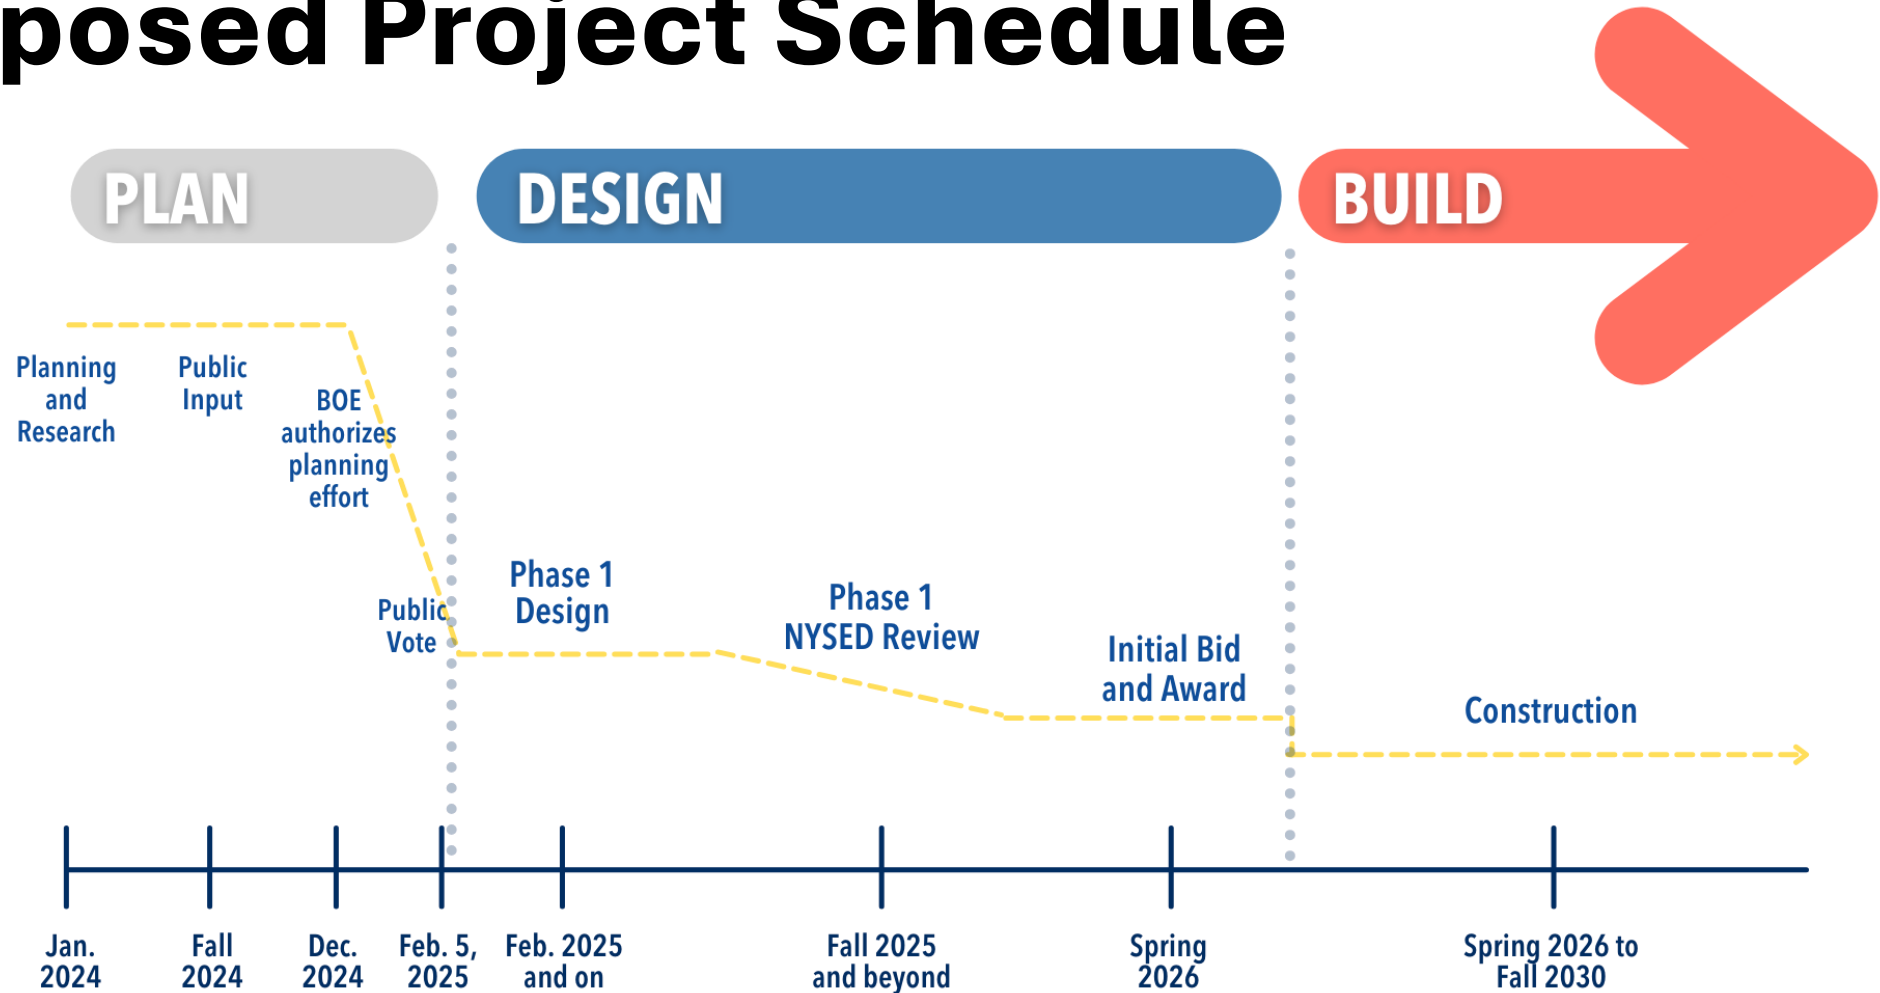 posed Project Schedule
PLAN
DESIGN
BUILD
Planning
and
Research
Public
Input
BOE
authorizes
planning
effort
Public
Vote
Phase 1
Design
Phase 1
NYSED Review
Initial Bid
and Award
Construction
Jan.
2024
Fall
2024
Dec.
2024
Feb. 5,
2025
Feb. 2025
and on
Fall 2025
and beyond
Spring
2026
Spring 2026 to
Fall 2030